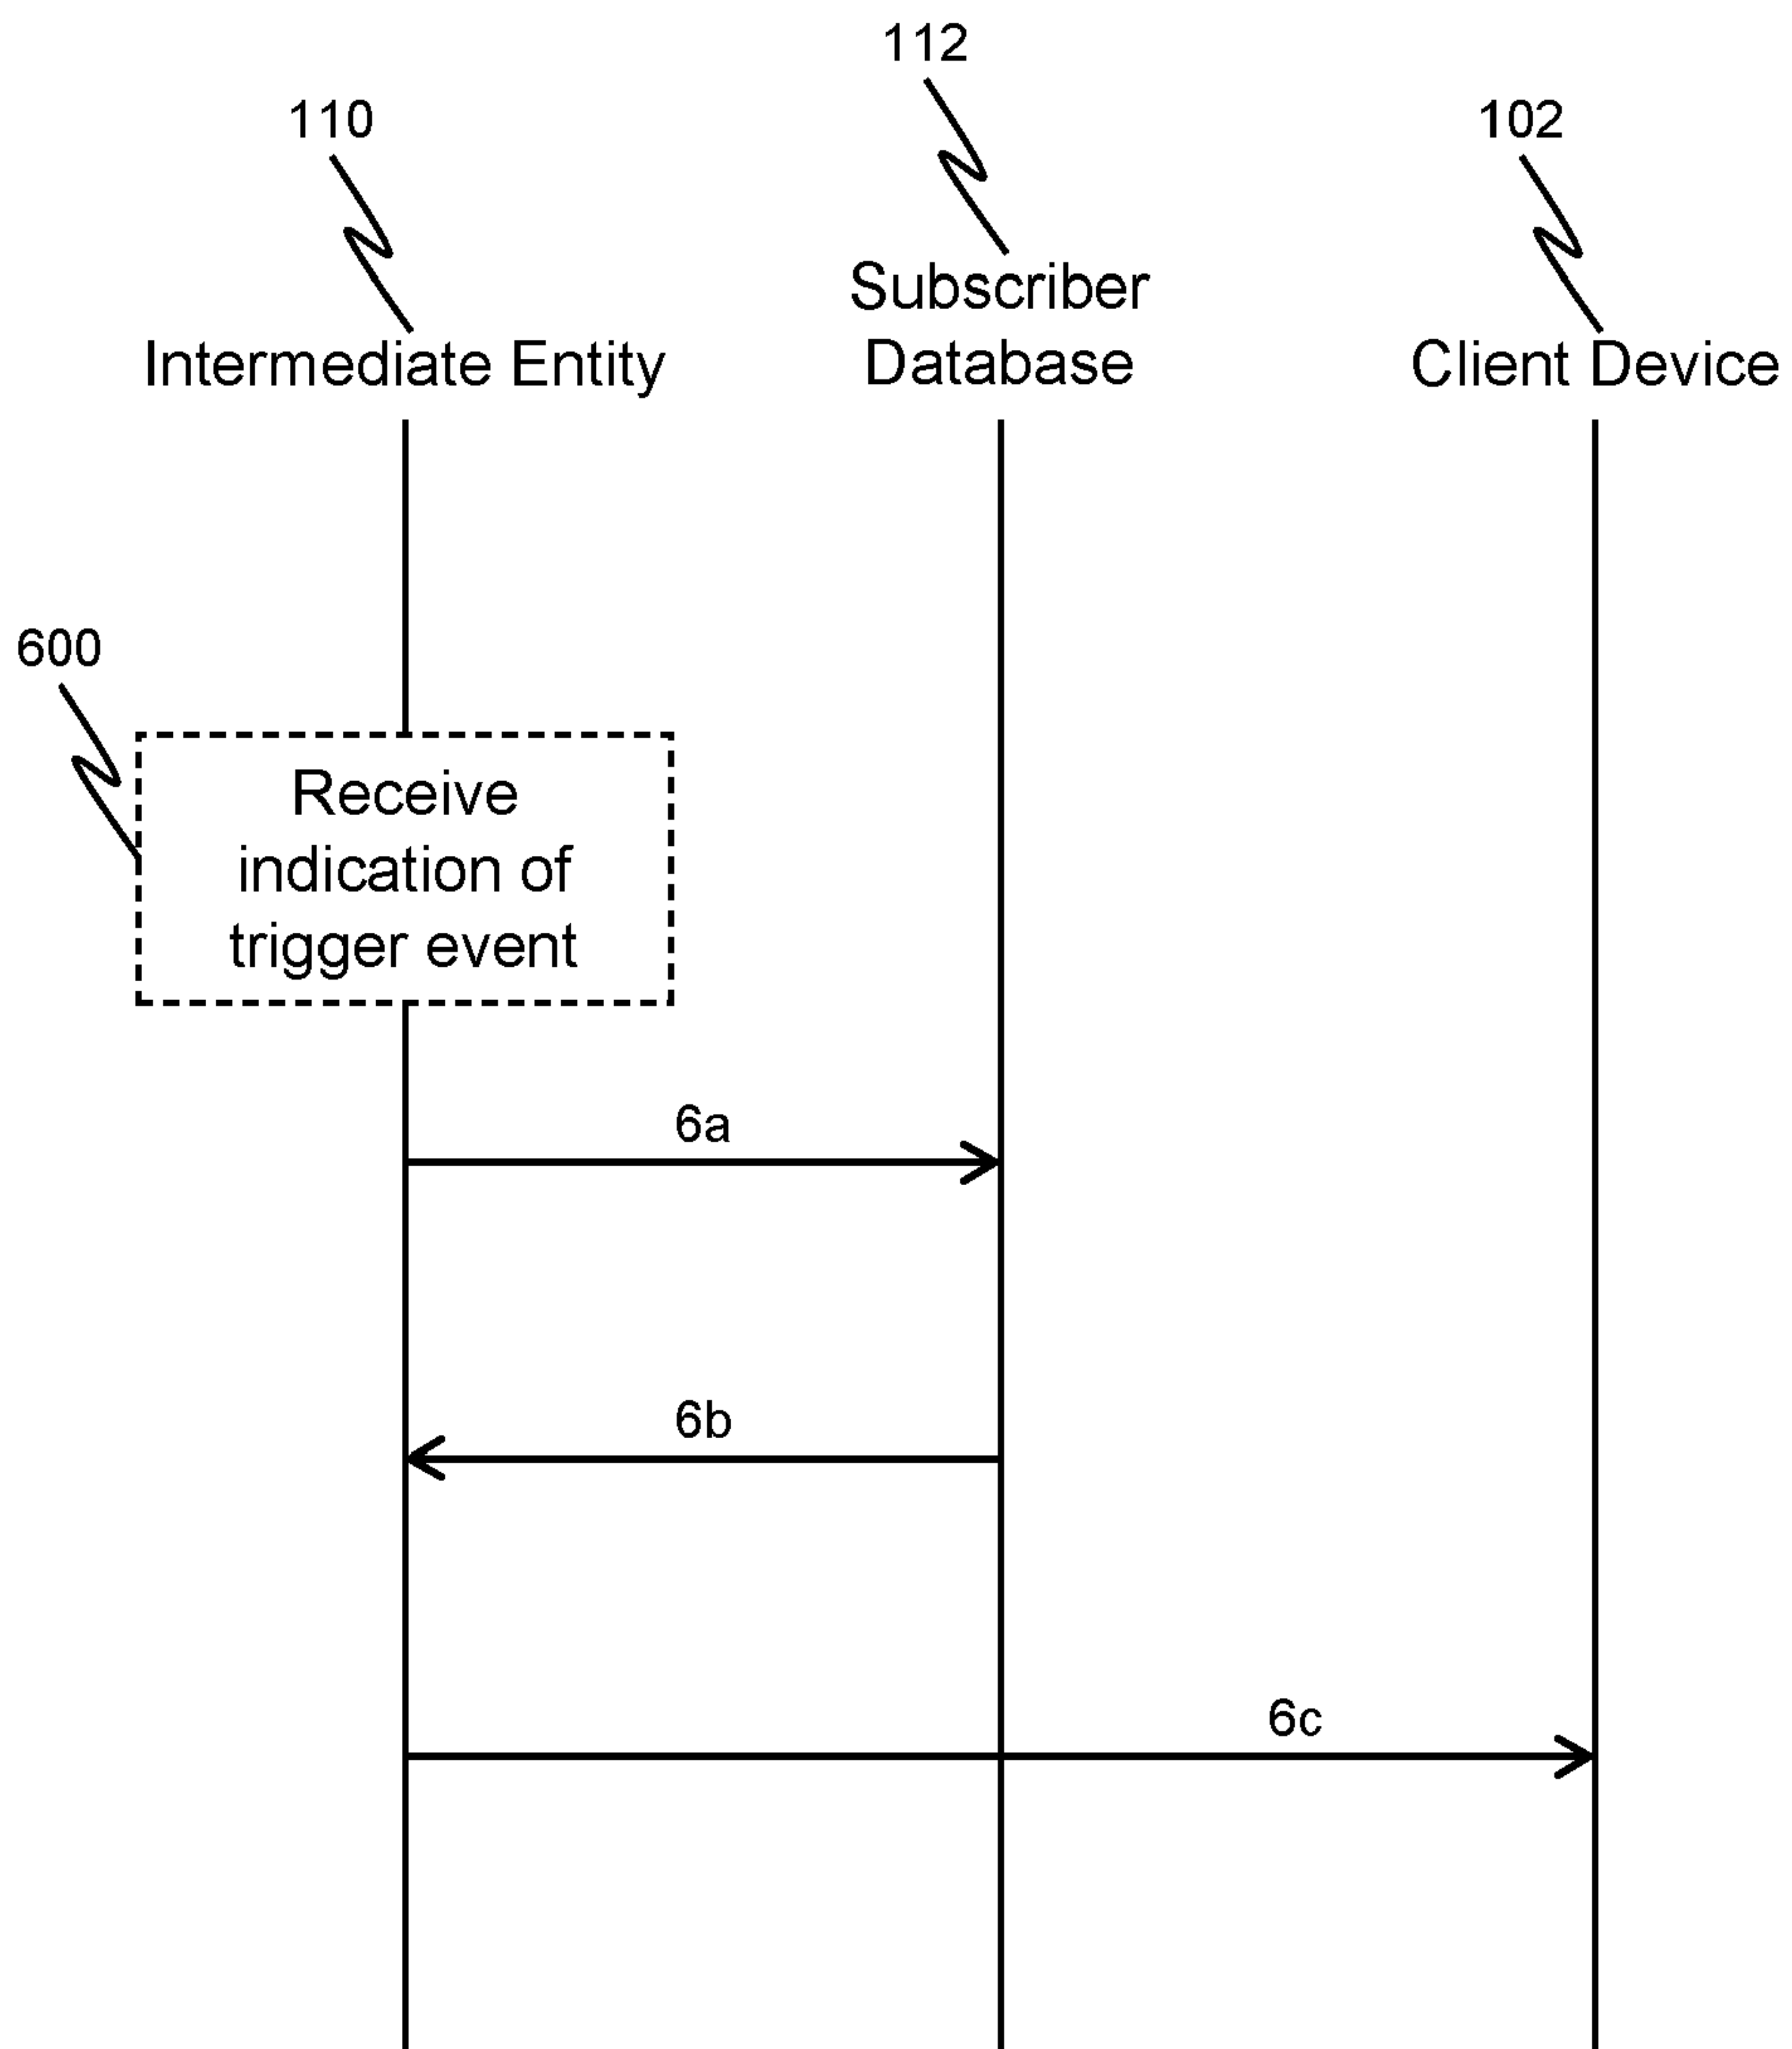 112
110
102
Subscriber
Database
Intermediate Entity
Client Device
600
Receive
indication of
trigger event
6a
6b
6c